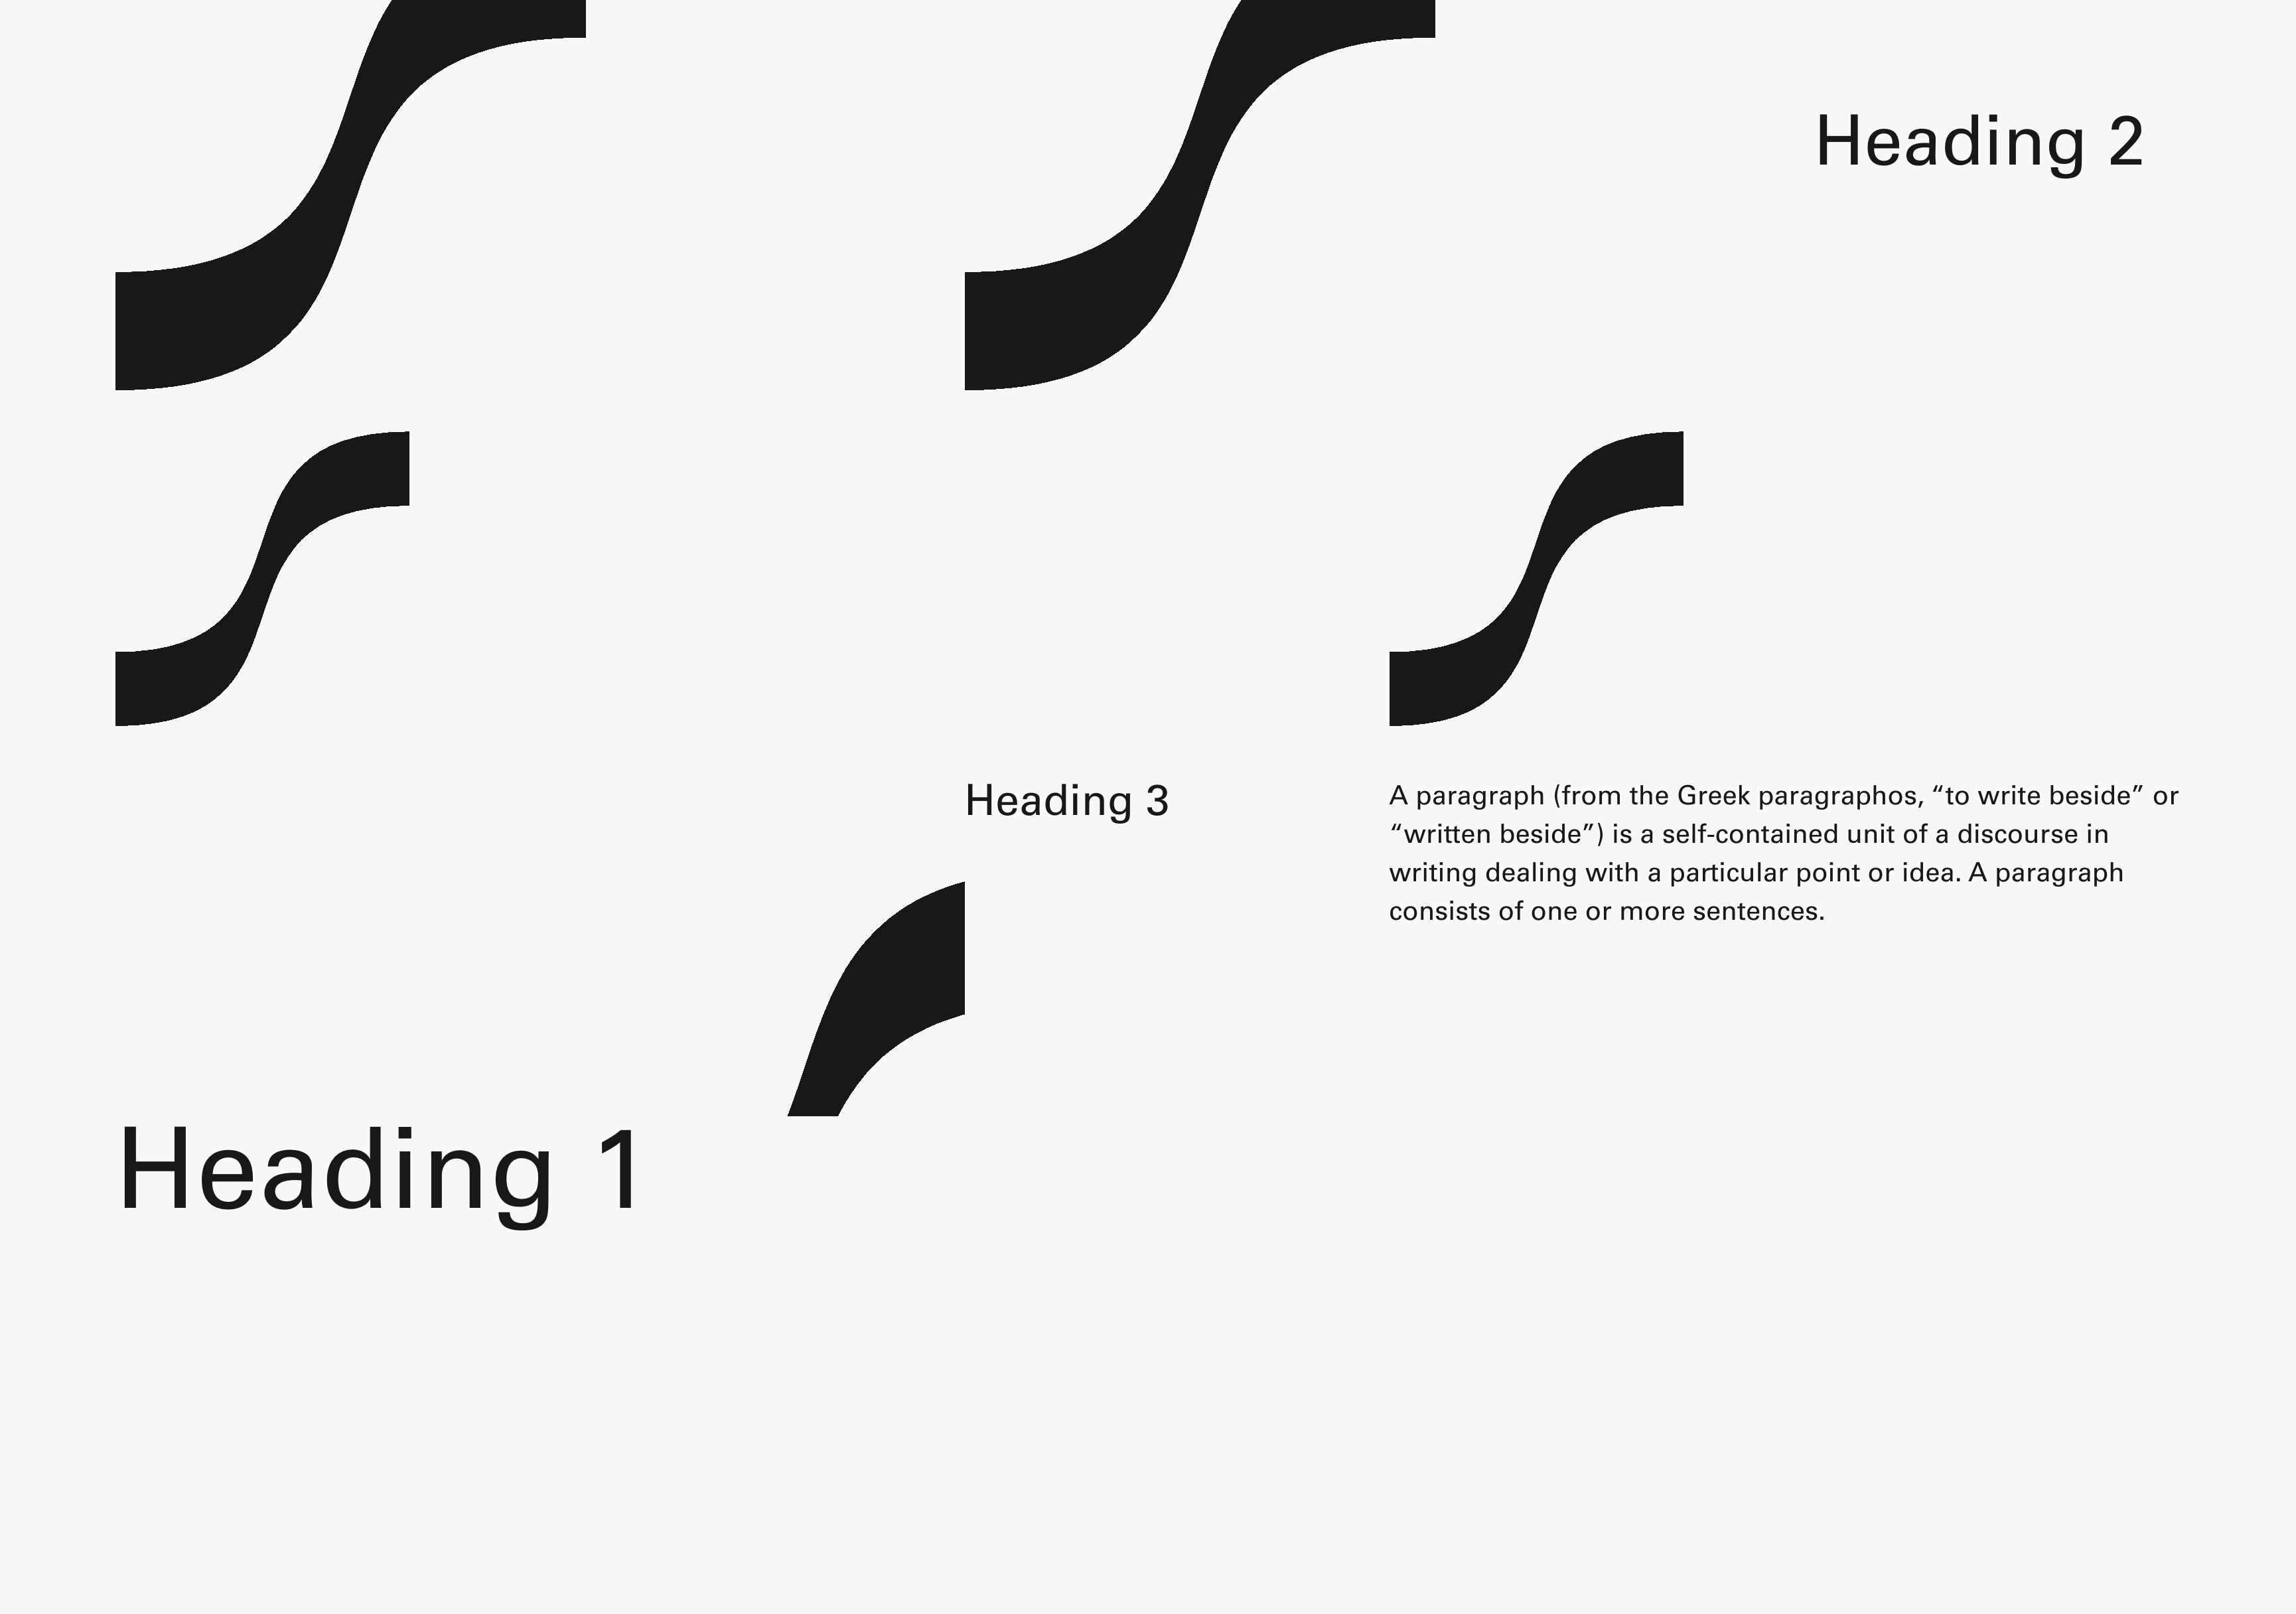 Heading 2
Heading 3
A paragraph (from the Greek paragraphos, “to write beside” or
“written beside”) is a self-contained unit of a discourse in
writing dealing with a particular point or idea. A paragraph
consists of one or more sentences.
Heading 1